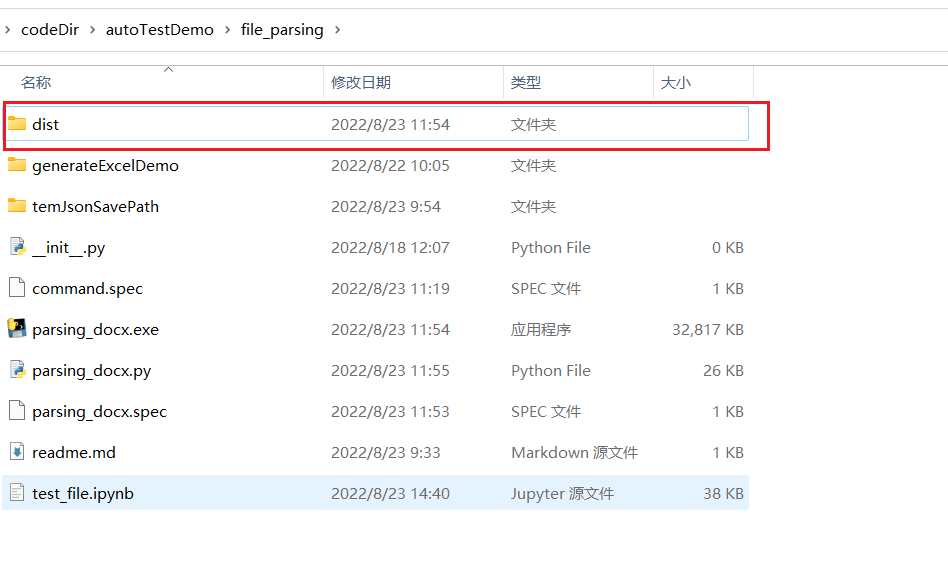 codeDir > autoTestDemo > file_parsing >
名称 修改日期 类型 大小
dist 2022/8/23 11:54 文件夹
generateExcelDemo 2022/8/22 10:05 文件夹
temJsonSavePath 2022/8/23 9:54 文件夹
__init__.py 2022/8/18 12:07 Python File 0 KB
command.spec 2022/8/23 11:19 SPEC 文件 1 KB
parsing_docx.exe 2022/8/23 11:54 应用程序 32,817 KB
parsing_docx.py 2022/8/23 11:55 Python File 26 KB
parsing_docx.spec 2022/8/23 11:53 SPEC 文件 1 KB
readme.md 2022/8/23 9:33 Markdown 源文件 1 KB
test_file.ipynb 2022/8/23 14:40 Jupyter 源文件 38 KB